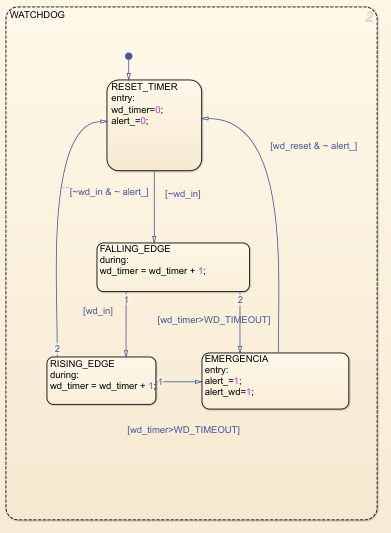 WATCHDOG
2
RESET_TIMER
entry:
wd_timer=0;
alert_=0;
[wd_reset & ~ alert_]
[~wd_in & ~ alert_]
[~wd_in]
FALLING_EDGE
during:
wd_timer = wd_timer + 1;
1
2
[wd_in]
[wd_timer>WD_TIMEOUT]
2
RISING_EDGE
during:
wd_timer = wd_timer + 1;
1
EMERGENCIA
entry:
alert_=1;
alert_wd=1;
[wd_timer>WD_TIMEOUT]